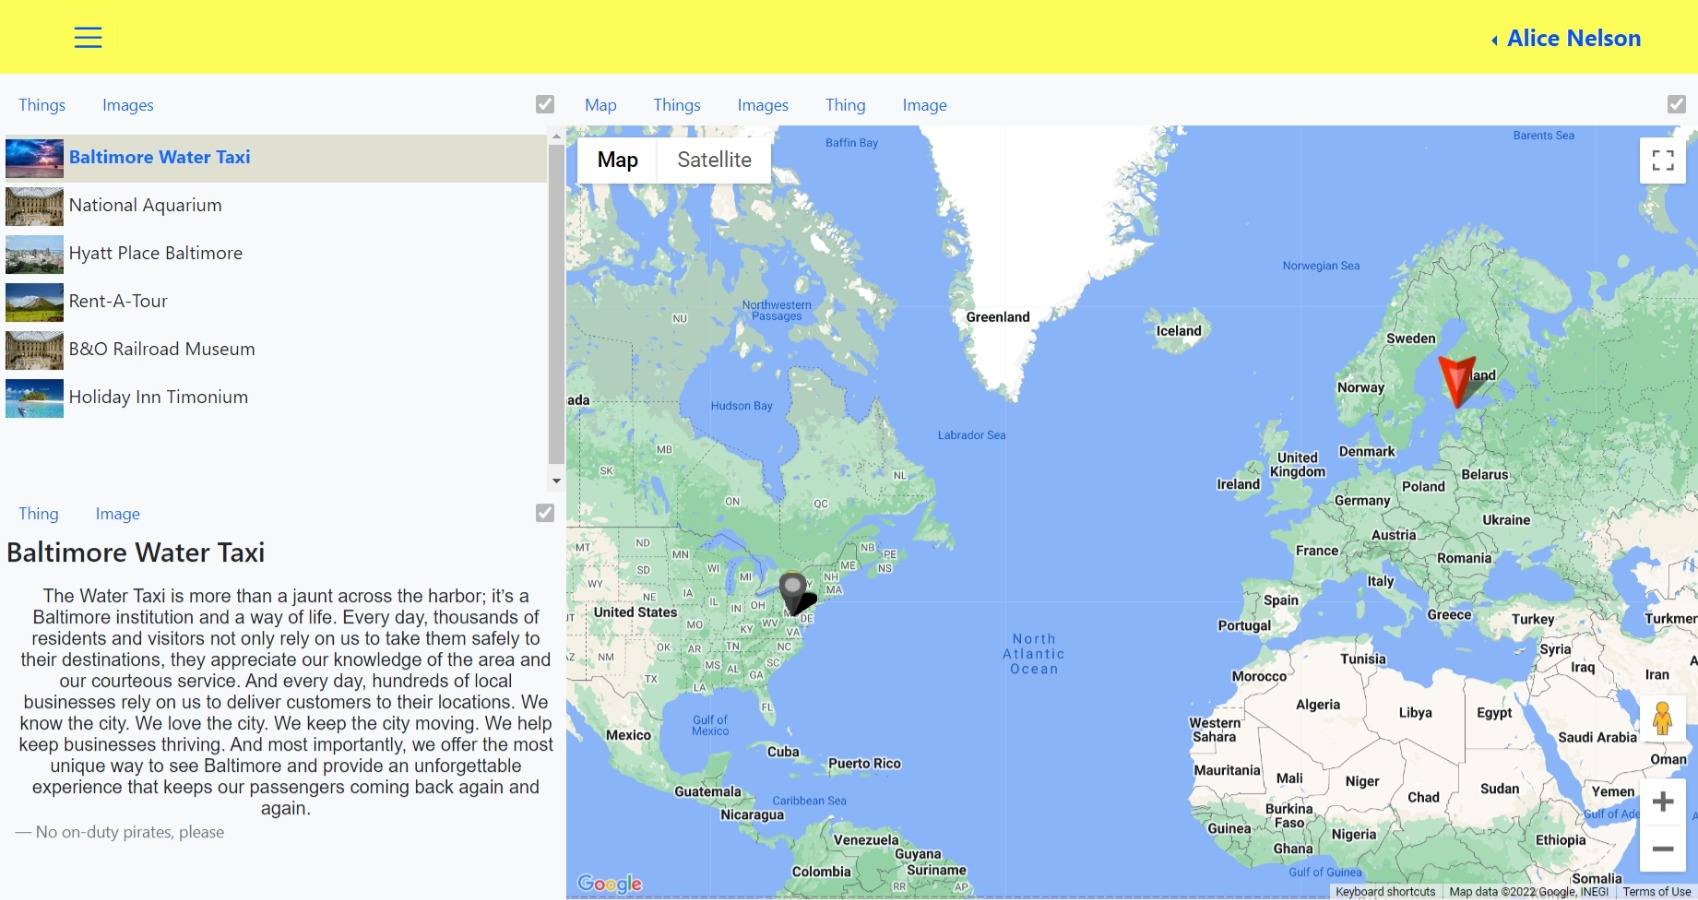 Alice Nelson
Things Images
Map Things Images Thing Image
Baltimore Water Taxi
National Aquarium
Hyatt Place Baltimore
Rent-A-Tour
B&O Railroad Museum
Holiday Inn Timonium
Thing Image
Baltimore Water Taxi
The Water Taxi is more than a jaunt across the harbor; it's a
Baltimore institution and a way of life. Every day, thousands of
residents and visitors not only rely on us to take them safely to
their destinations, they appreciate our knowledge of the area and
our courteous service. And every day, hundreds of local
businesses rely on us to deliver customers to their locations. We
know the city. We love the city. We keep the city moving. We help
keep businesses thriving. And most importantly, we offer the most
unique way to see Baltimore and provide an unforgettable
experience that keeps our passengers coming back again and
again.
— No on-duty pirates, please
Map Satellite
Baffin Bay
Barents Sea
Norwegian Sea
Northwestern
Passages
NU
Greenland
Iceland
Sweden
land
Norway
ada
Hudson Bay
Labrador Sea
MB
SK
NL
ON
QC
United
Kingdom
Ireland
Denmark
Belarus
Poland
Germany
Ukraine
Austria
France
Romania
Italy
Spain
Portugal
Greece
Turkey
Turkmer
MT
ND
MN
SD
WI
MI
NB
PE
NS
ME
NH
MA
WY
NE
IA
IL
IN
OH
United States
DE
WV
VA
MO
KY
NC
NM
OK
AR
TN
SC
MS
AL
GA
TX
LA
FL
North
Atlantic
Ocean
Tunisia
Syria
Iraq
Iran
Morocco
Algeria
Libya
Egypt
Western
Sahara
Saudi Arabia
Oman
Gulf of
Mexico
Mexico
Cuba
Puerto Rico
Mauritania
Mali
Niger
Chad
Sudan
Yemen
Guatemala
Caribbean Sea
Nicaragua
Burkina
Faso
Gulf of Ade
Guinea
Nigeria
Ghana
Ethiopia
Venezuela
Guyana
Suriname
Colombia
RR
AP
Gulf of Guinea
Somalia
Google
Keyboard shortcuts Map data ©2022 Google, INEGI Terms of Use